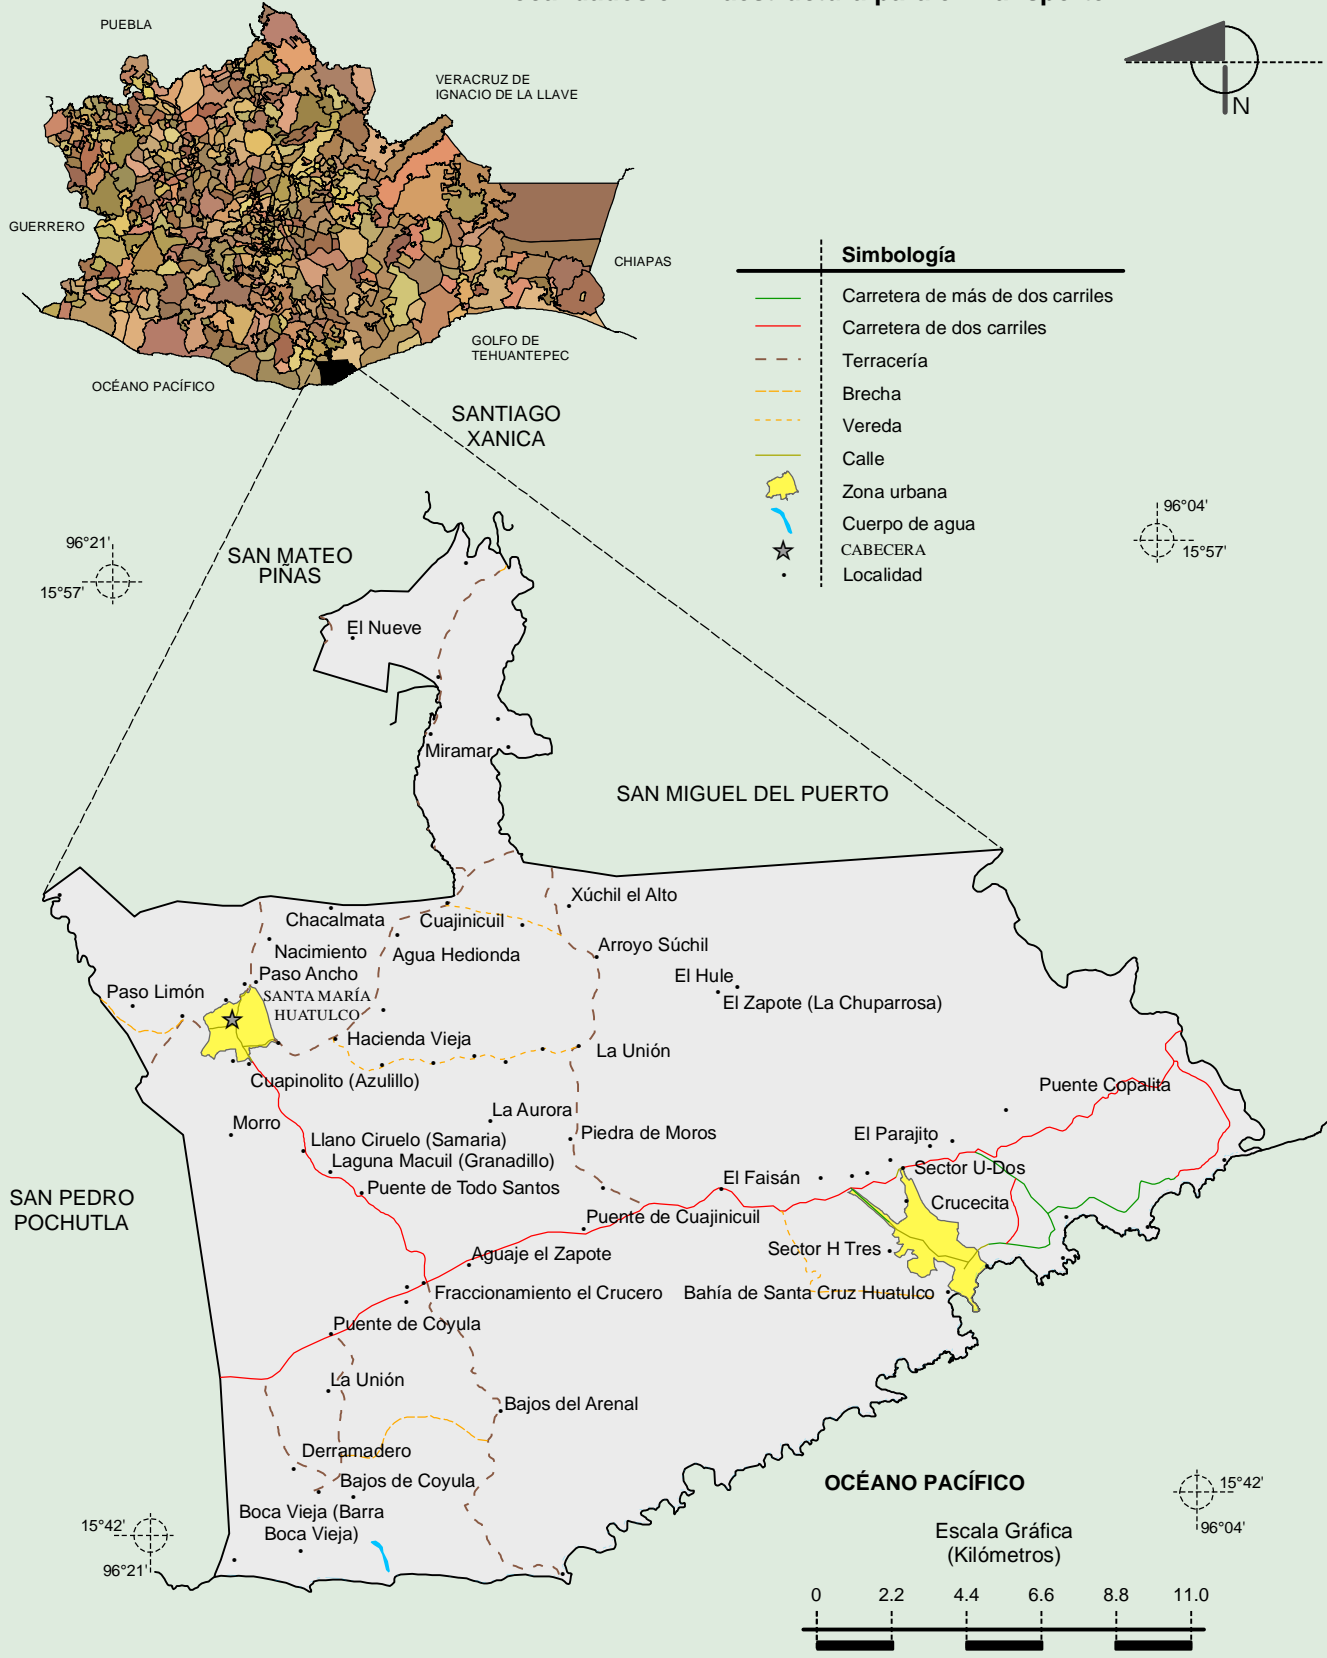 PUEBLA
VERACRUZ DE
IGNACIO DE LA LLAVE
N
GUERRERO
CHIAPAS
GOLFO DE
TEHUANTEPEC
OCÉANO PACÍFICO
Simbología
Carretera de más de dos carriles
Carretera de dos carriles
Terracería
Brecha
Vereda
Calle
Zona urbana
Cuerpo de agua
CABECERA
Localidad
SANTIAGO
XANICA
96°21'
15°57'
96°04'
15°57'
SAN MATEO
PIÑAS
El Nueve
Miramar
SAN MIGUEL DEL PUERTO
Xúchil el Alto
Chacalmata
Cuajinicuil
Nacimiento
Agua Hedionda
Arroyo Súchil
Paso Ancho
El Hule
Paso Limón
SANTA MARÍA
HUATULCO
El Zapote (La Chuparrosa)
Hacienda Vieja
La Unión
Cuapinolito (Azulillo)
Puente Copalita
La Aurora
Morro
Piedra de Moros
El Parajito
Llano Ciruelo (Samaria)
Laguna Macuil (Granadillo)
Sector U-Dos
El Faisán
Puente de Todo Santos
Crucecita
SAN PEDRO
POCHUTLA
Puente de Cuajinicuil
Sector H Tres
Aguaje el Zapote
Fraccionamiento el Crucero
Bahía de Santa Cruz Huatulco
Puente de Coyula
La Unión
Bajos del Arenal
Derramadero
Bajos de Coyula
OCÉANO PACÍFICO
15°42'
96°04'
Boca Vieja (Barra
Boca Vieja)
15°42'
96°21'
Escala Gráfica
(Kilómetros)
0 2.2 4.4 6.6 8.8 11.0